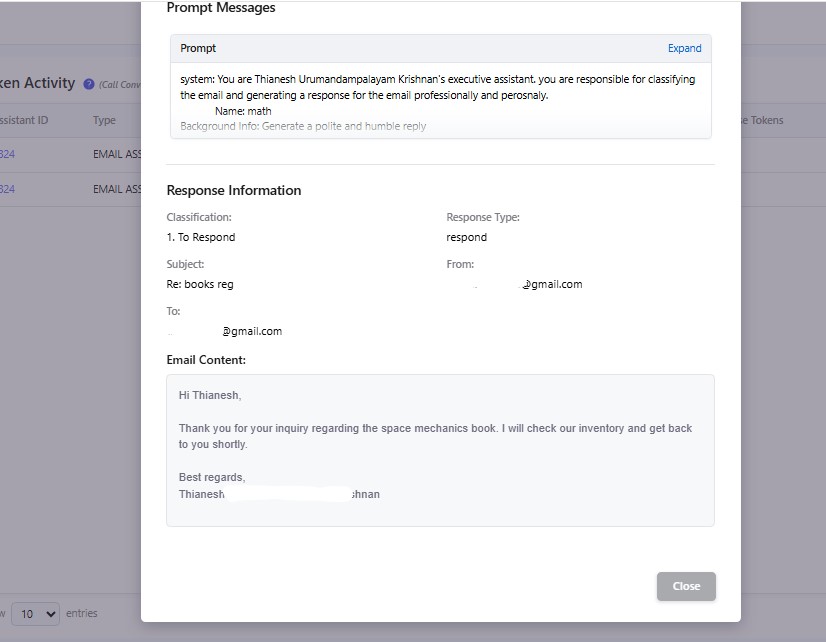 Prompt Messages
Prompt
Expand
system: You are Thianesh Urumandampalayam Krishnan's executive assistant. you are responsible for classifying
the email and generating a response for the email professionally and perosnaly.
Name: math
Background Info: Generate a polite and humble reply
ken Activity ? (Call Conv
ssistant ID
Type
e Tokens
324
EMAIL ASS
324
EMAIL ASS
Response Information
Classification:
Response Type:
1. To Respond
respond
Subject:
From:
Re: books reg
@gmail.com
To:
@gmail.com
Email Content:
Hi Thianesh,
Thank you for your inquiry regarding the space mechanics book. I will check our inventory and get back
to you shortly.
Best regards,
Thianesh shnan
Close
w 10 entries